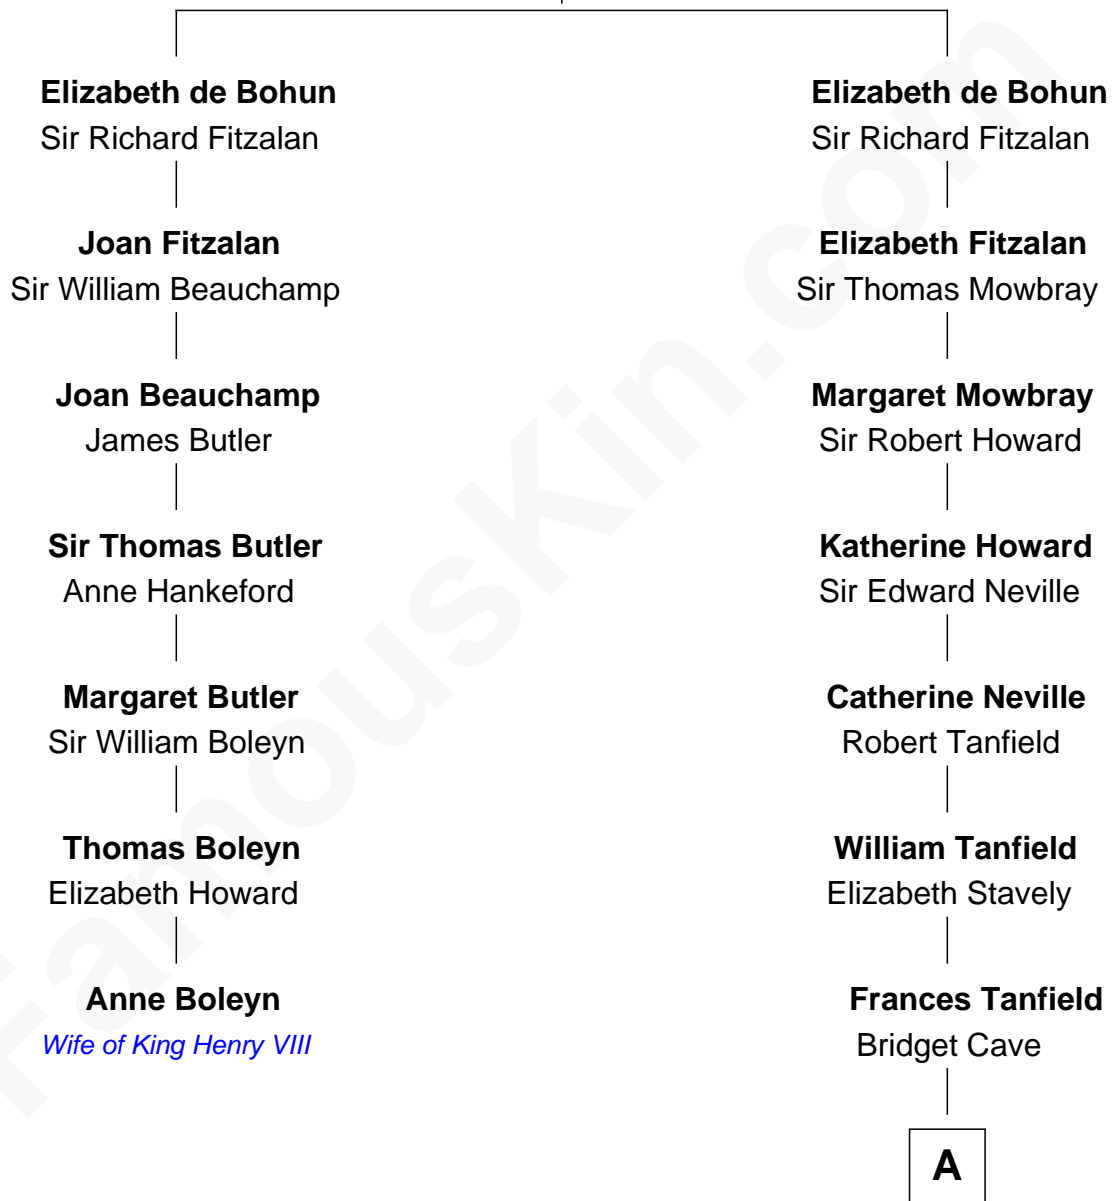 Elizabeth de Bohun
Sir Richard Fitzalan
Joan Fitzalan
Sir William Beauchamp
Joan Beauchamp
James Butler
Sir Thomas Butler
Anne Hankeford
Margaret Butler
Sir William Boleyn
Thomas Boleyn
Elizabeth Howard
Anne Boleyn
Wife of King Henry VIII
Elizabeth de Bohun
Sir Richard Fitzalan
Elizabeth Fitzalan
Sir Thomas Mowbray
Margaret Mowbray
Sir Robert Howard
Katherine Howard
Sir Edward Neville
Catherine Neville
Robert Tanfield
William Tanfield
Elizabeth Stavely
Frances Tanfield
Bridget Cave
A
FamousKin.com